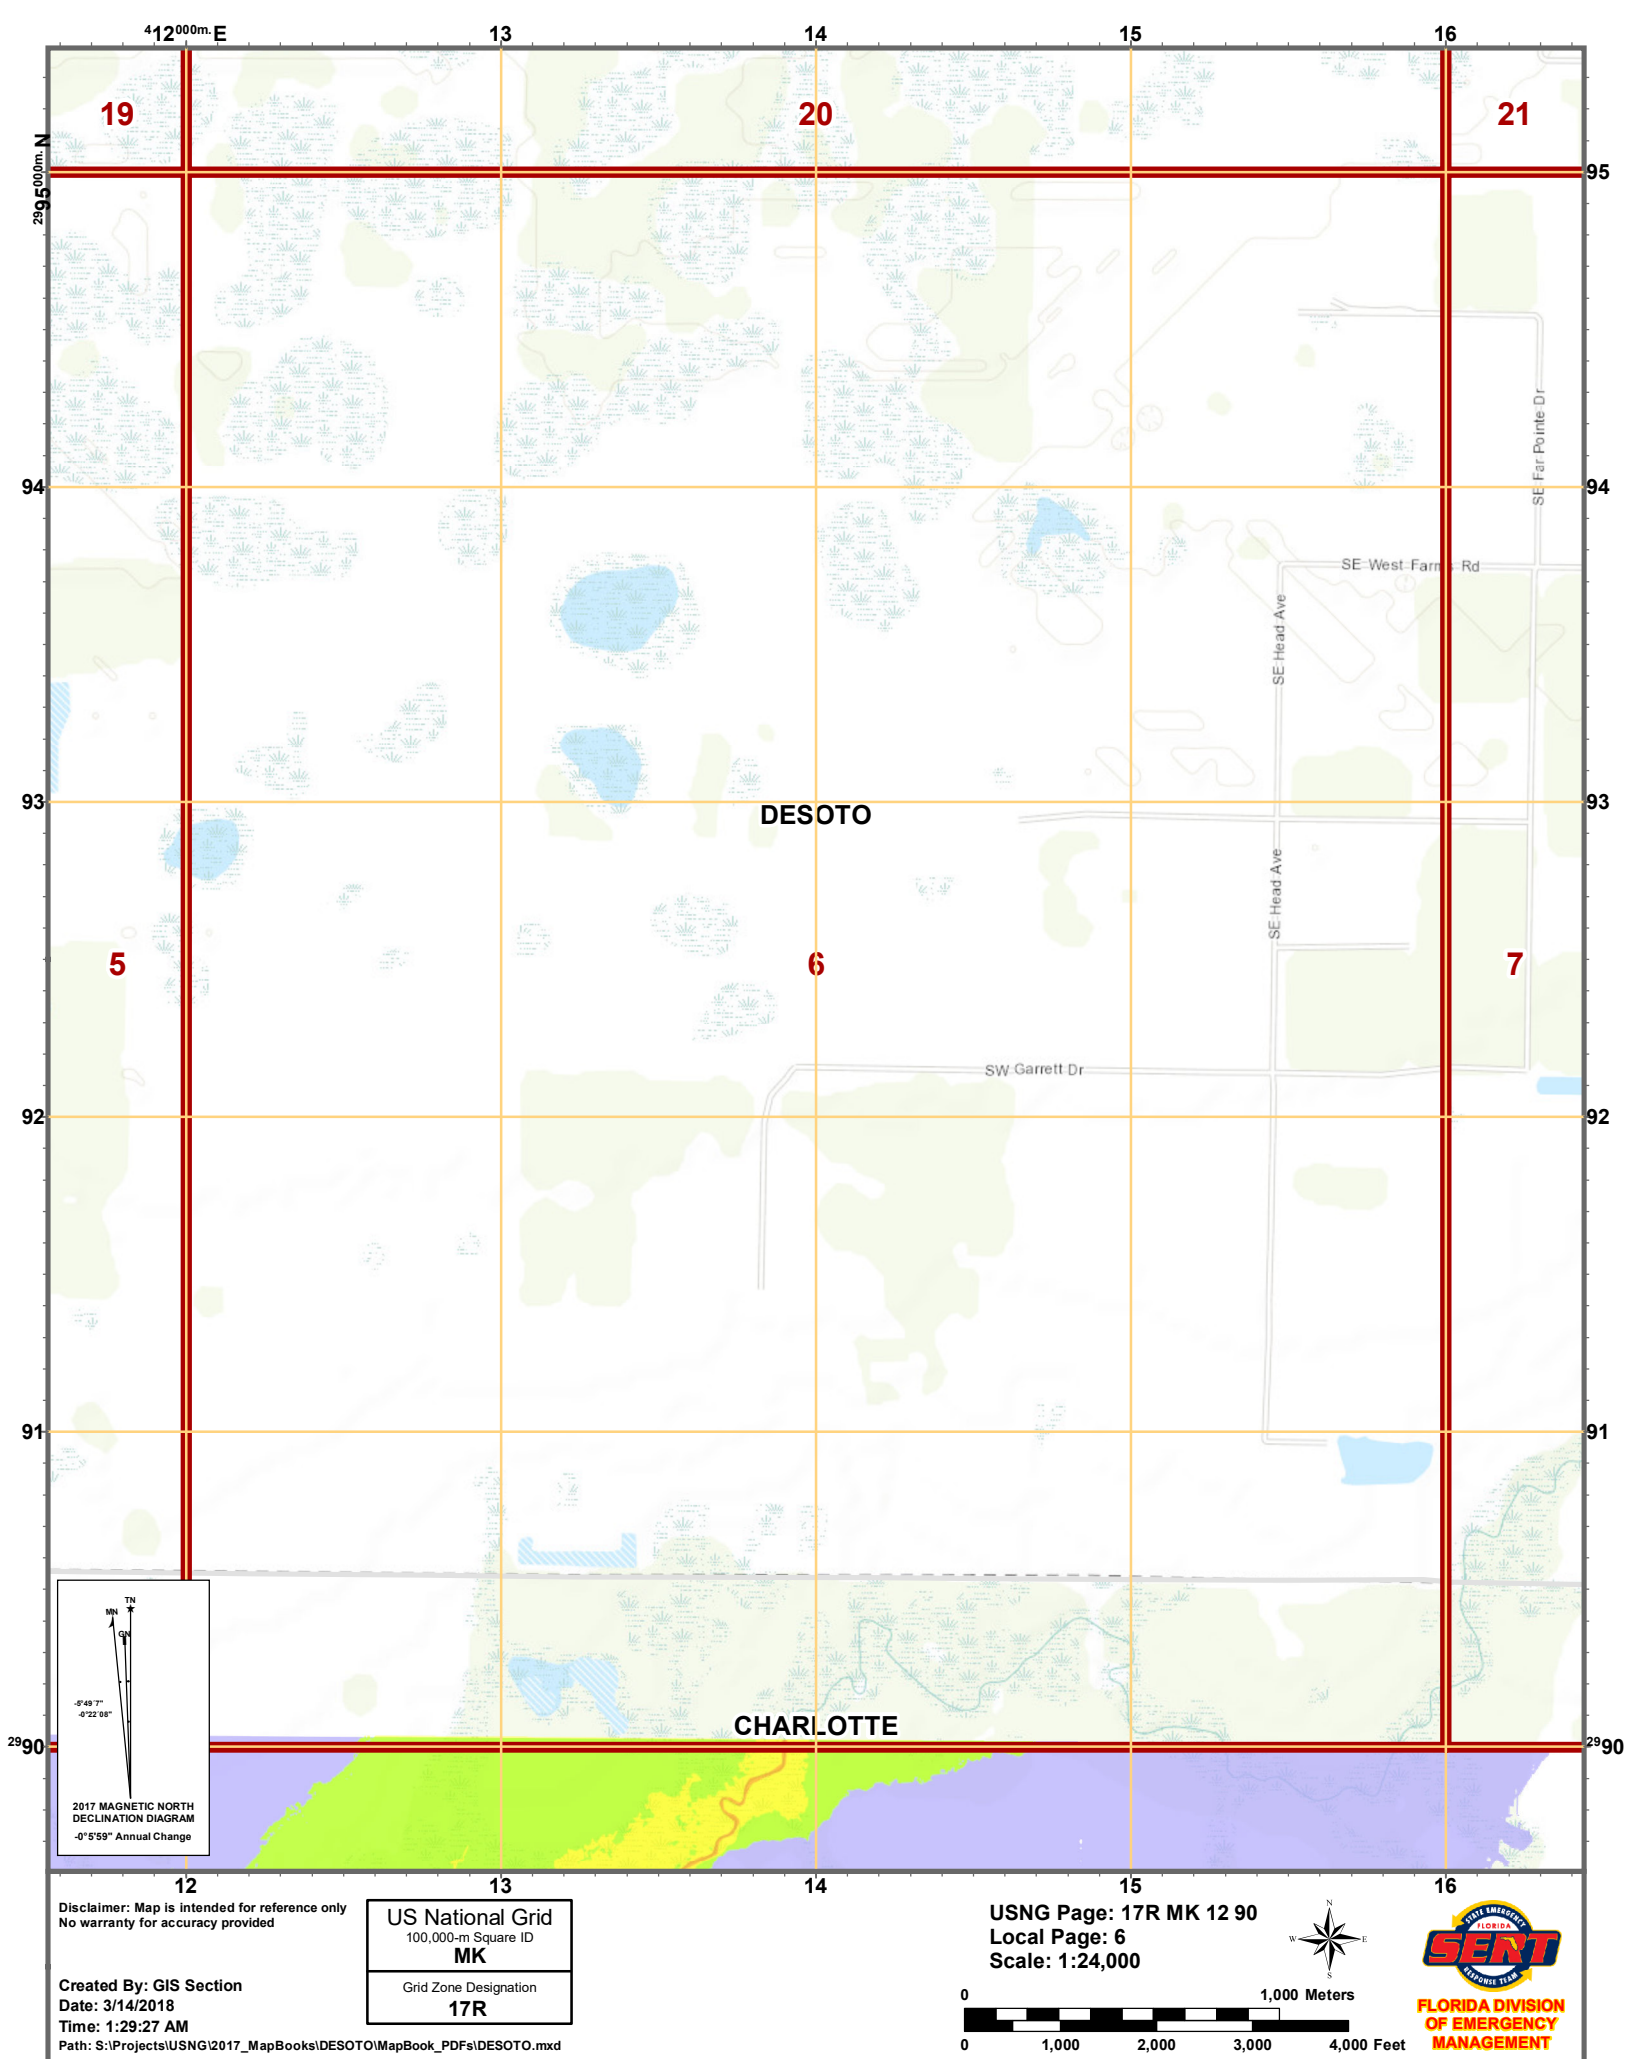 412000m.E 13 14 15 16
19 20 21
2995000m.N 95
SE Far Pointe Dr
94 94
SE West Farms Rd
SE Head Ave
93 93
DESOTO
SE Head Ave
5 6 7
SW Garrett Dr
92 92
91 91
TN
MN
GN
-5°49'7"
-0°22'08"
2017 MAGNETIC NORTH
DECLINATION DIAGRAM
-0°5'59" Annual Change
CHARLOTTE
2990 2990
12 13 14 15 16
Disclaimer: Map is intended for reference only
No warranty for accuracy provided
Created By: GIS Section
Date: 3/14/2018
Time: 1:29:27 AM
Path: S:\Projects\USNG\2017_MapBooks\DESOTO\MapBook_PDFs\DESOTO.mxd
US National Grid
100,000-m Square ID
MK
Grid Zone Designation
17R
USNG Page: 17R MK 12 90
Local Page: 6
Scale: 1:24,000
N
W E
S
0 1,000 Meters
0 1,000 2,000 3,000 4,000 Feet
STATE EMERGENCY
FLORIDA
SERT
RESPONSE TEAM
FLORIDA DIVISION
OF EMERGENCY
MANAGEMENT